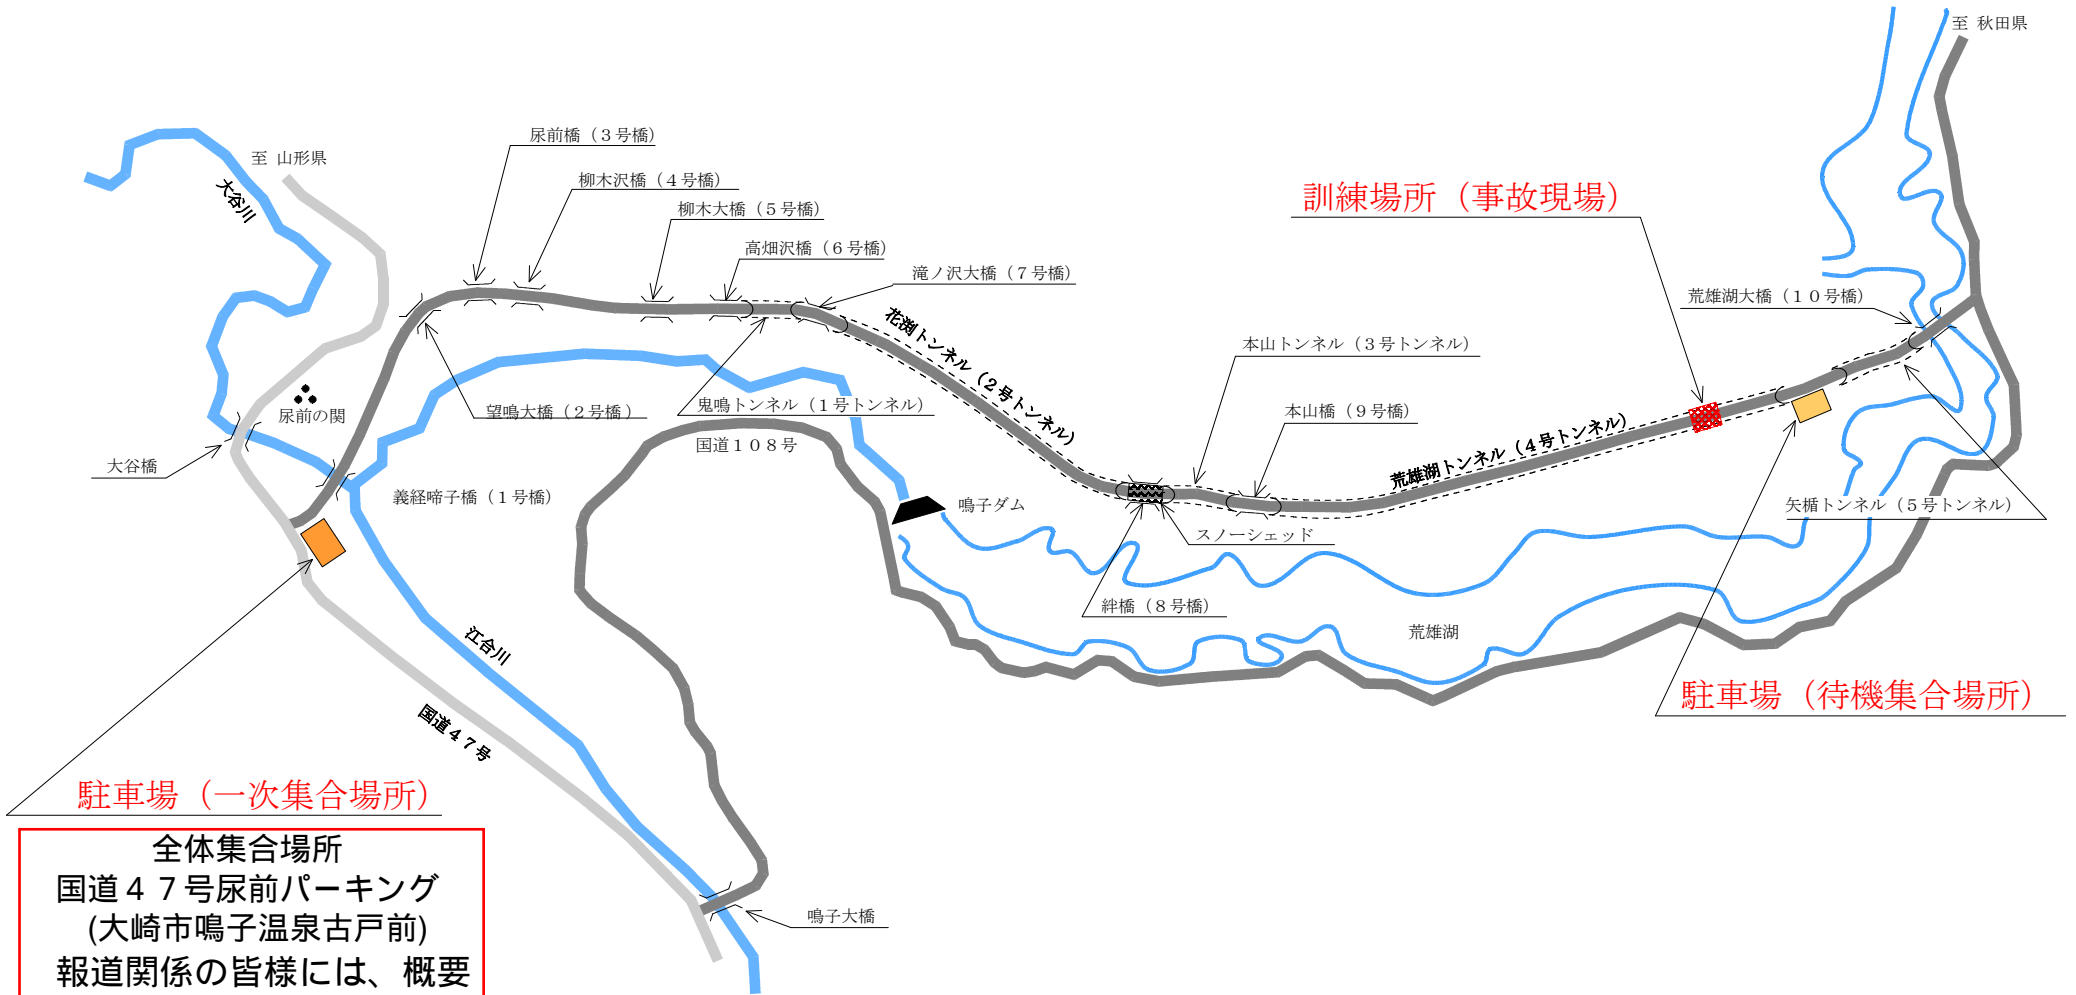 至 秋田県
尿前橋（３号橋）
至 山形県
柳木沢橋（４号橋）
大谷川
訓練場所（事故現場）
柳木大橋（５号橋）
高畑沢橋（６号橋）
滝ノ沢大橋（７号橋）
荒雄湖大橋（１０号橋）
花渕トンネル（２号トンネル）
本山トンネル（３号トンネル）
鬼鳴トンネル（１号トンネル）
望鳴大橋（２号橋）
本山橋（９号橋）
尿前の関
国道１０８号
荒雄湖トンネル（４号トンネル）
大谷橋
義経啼子橋（１号橋）
鳴子ダム
矢楯トンネル（５号トンネル）
スノーシェッド
絆橋（８号橋）
荒雄湖
江合川
駐車場（待機集合場所）
国道４７号
駐車場（一次集合場所）
全体集合場所
国道４７号尿前パーキング
(大崎市鳴子温泉古戸前)
鳴子大橋
報道関係の皆様には、概要